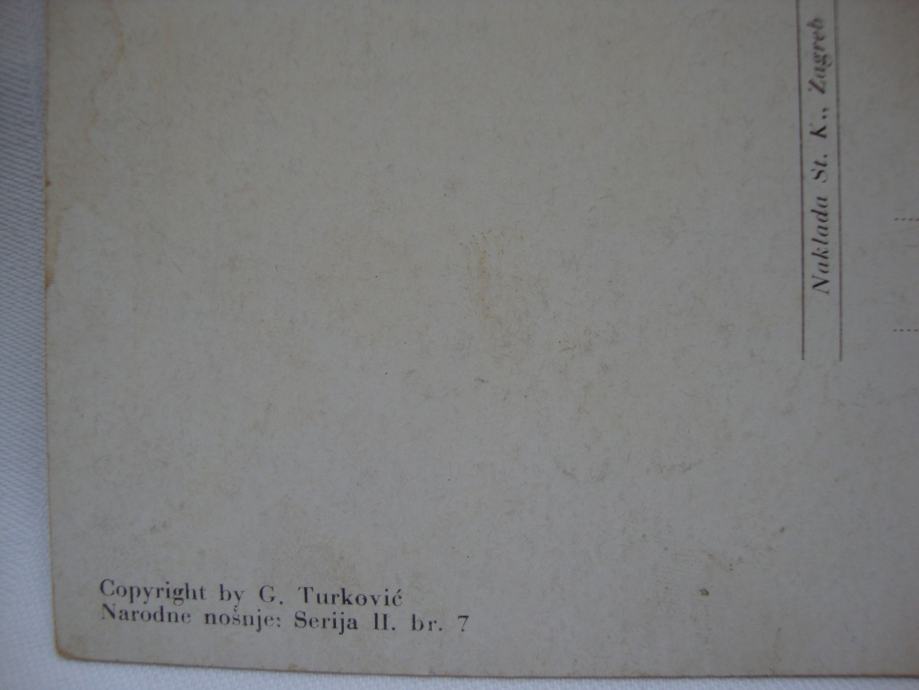 Naklada St. K., Zagreb
Copyright by G. Turković
Narodne nošnje: Serija II. br. 7